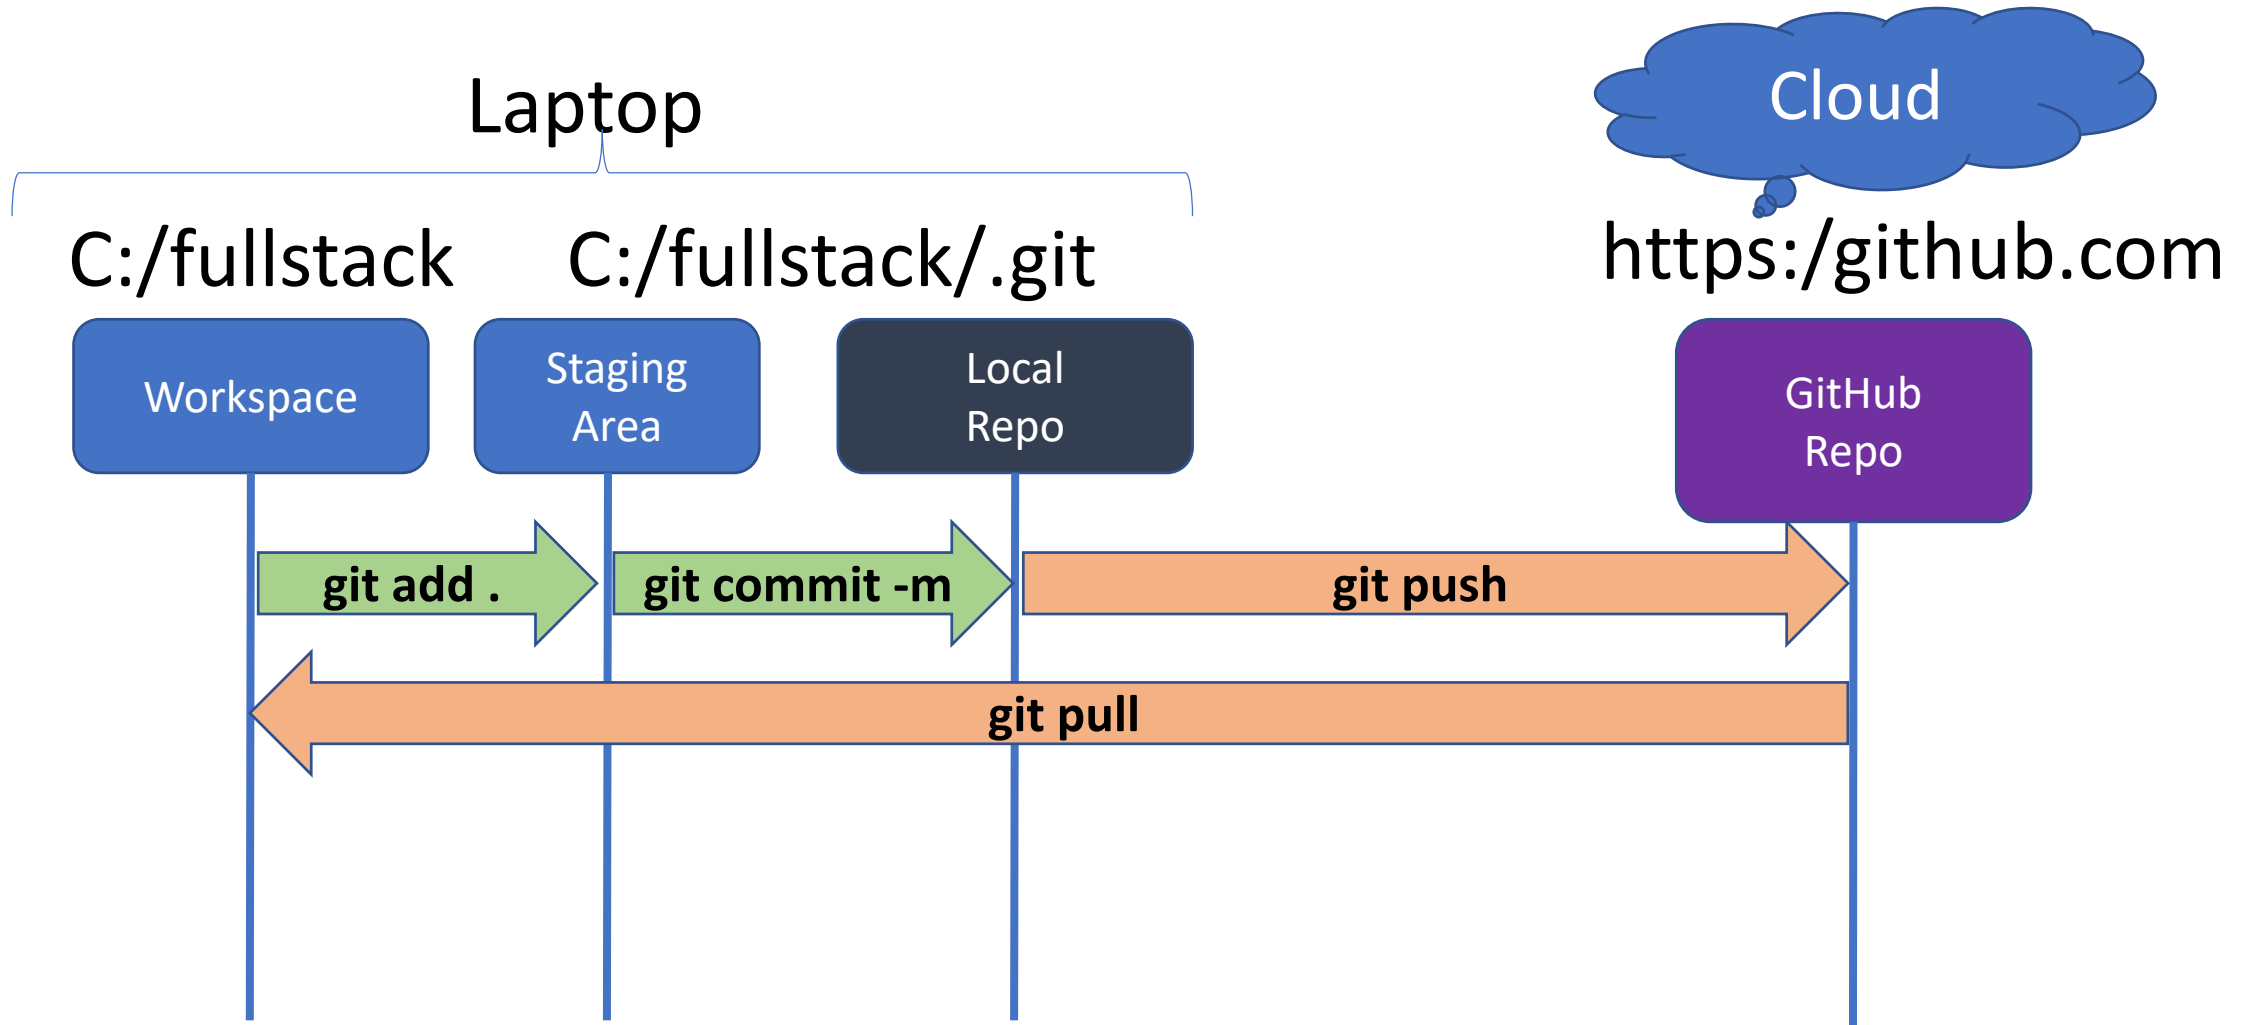 Laptop
Cloud
C:/fullstack
C:/fullstack/.git
https:/github.com
Workspace
Staging
Area
Local
Repo
GitHub
Repo
git add .
git commit -m
git push
git pull